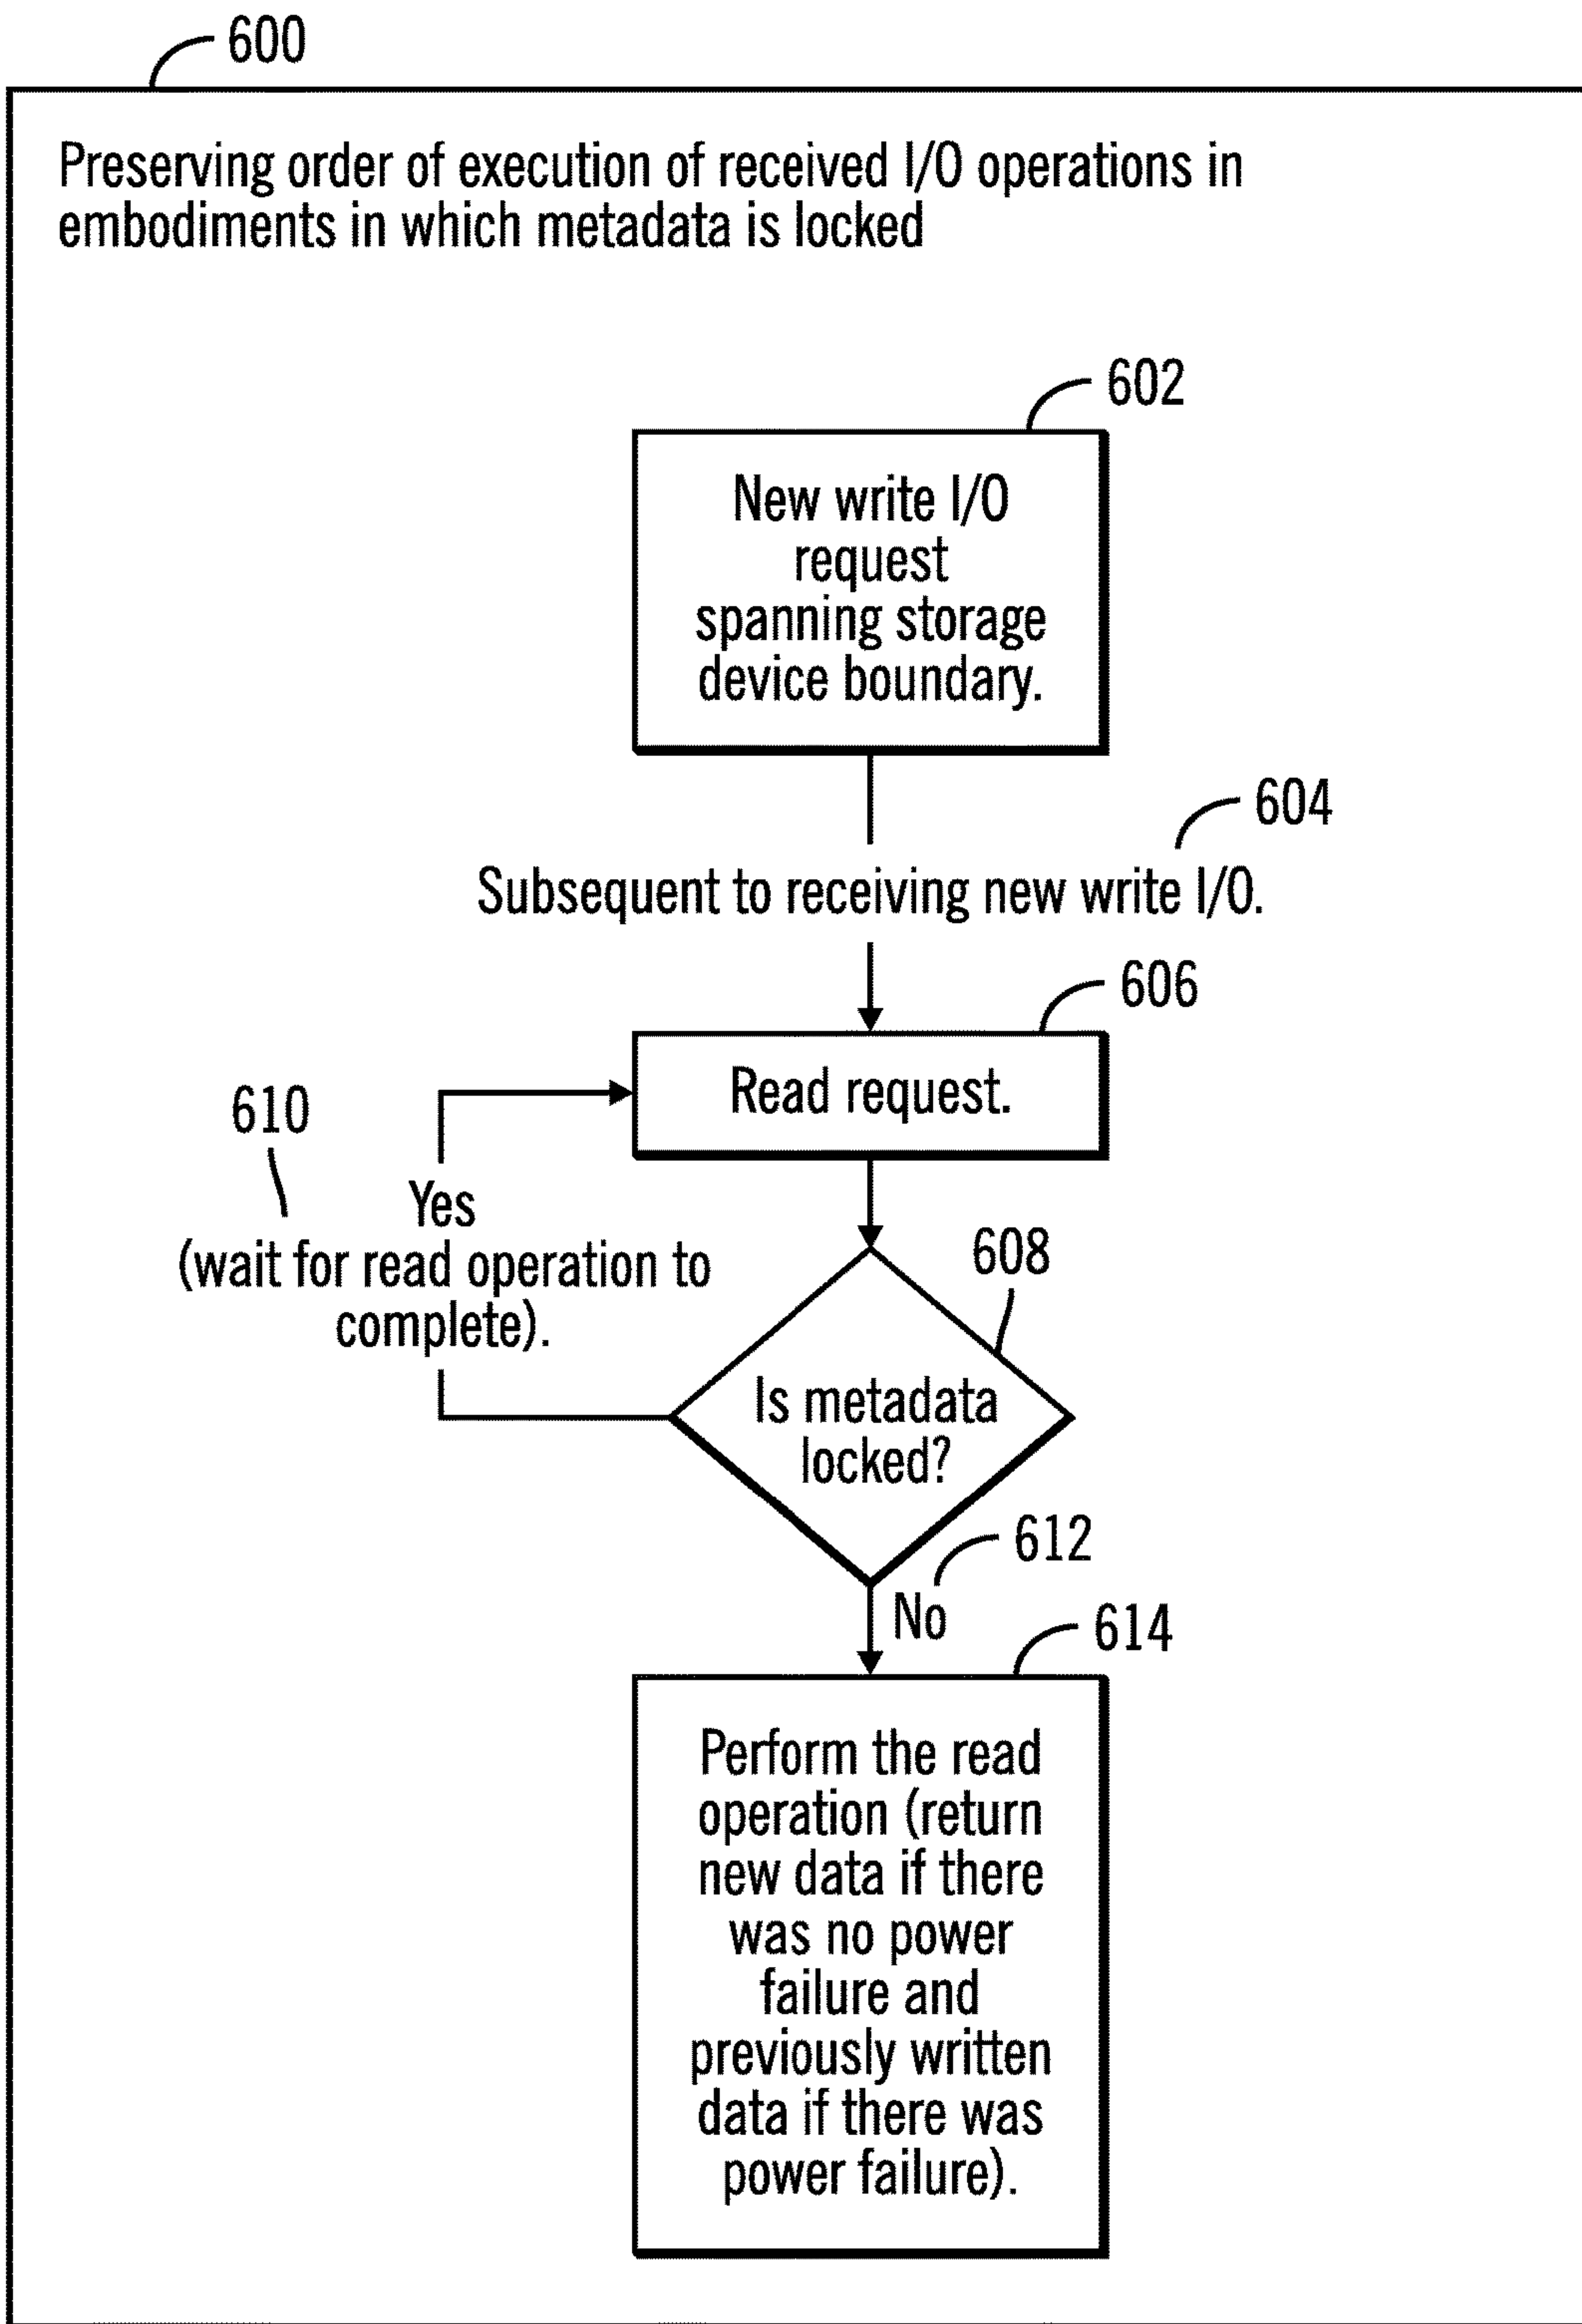 600
Preserving order of execution of received I/O operations in
embodiments in which metadata is locked
602
New write I/O
request
spanning storage
device boundary.
604
Subsequent to receiving new write I/O.
606
Read request.
610
Yes
(wait for read operation to
complete).
608
Is metadata
locked?
612
No
614
Perform the read
operation (return
new data if there
was no power
failure and
previously written
data if there was
power failure).